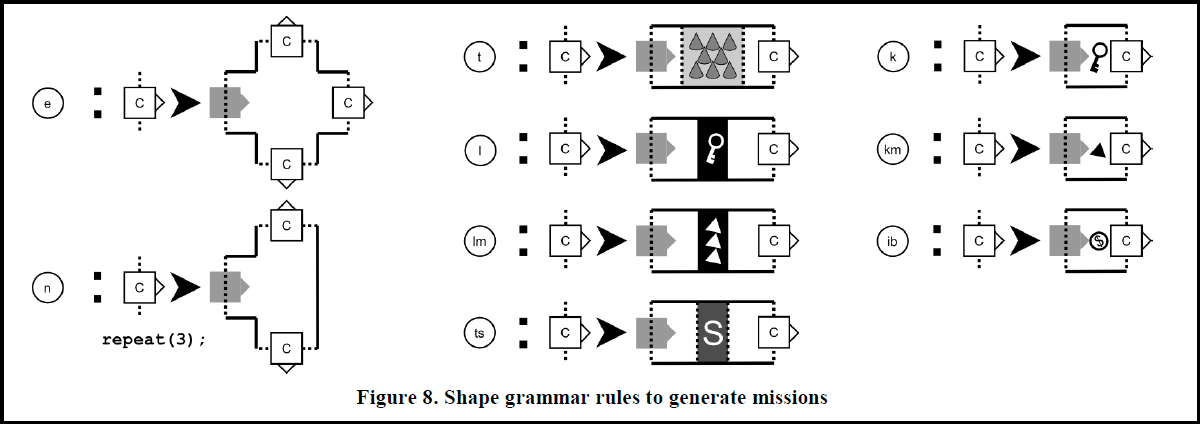 e : C C C C
n : C C C
repeat(3);
t : C C
l : C C
lm : C C
ts : C S C
k : C C
km : C C
ib : C $ C
Figure 8. Shape grammar rules to generate missions